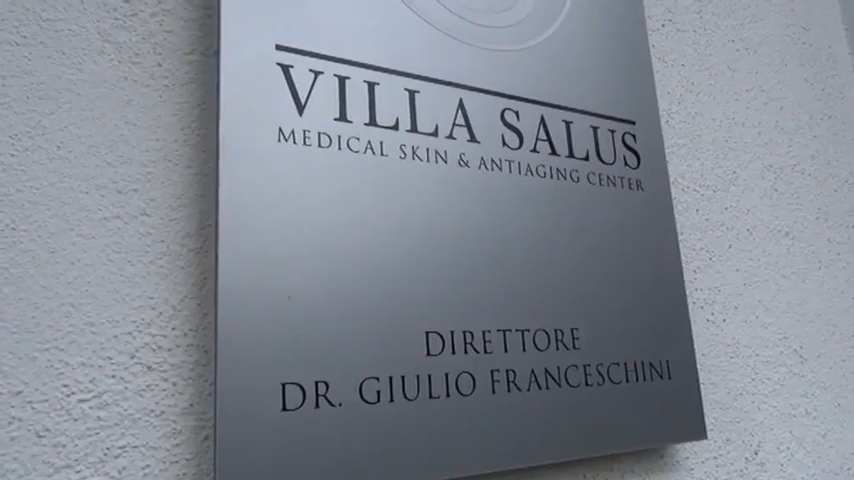 VILLA SALUS
MEDICAL SKIN & ANTIAGING CENTER
DIRETTORE
DR. GIULIO FRANCESCHINI